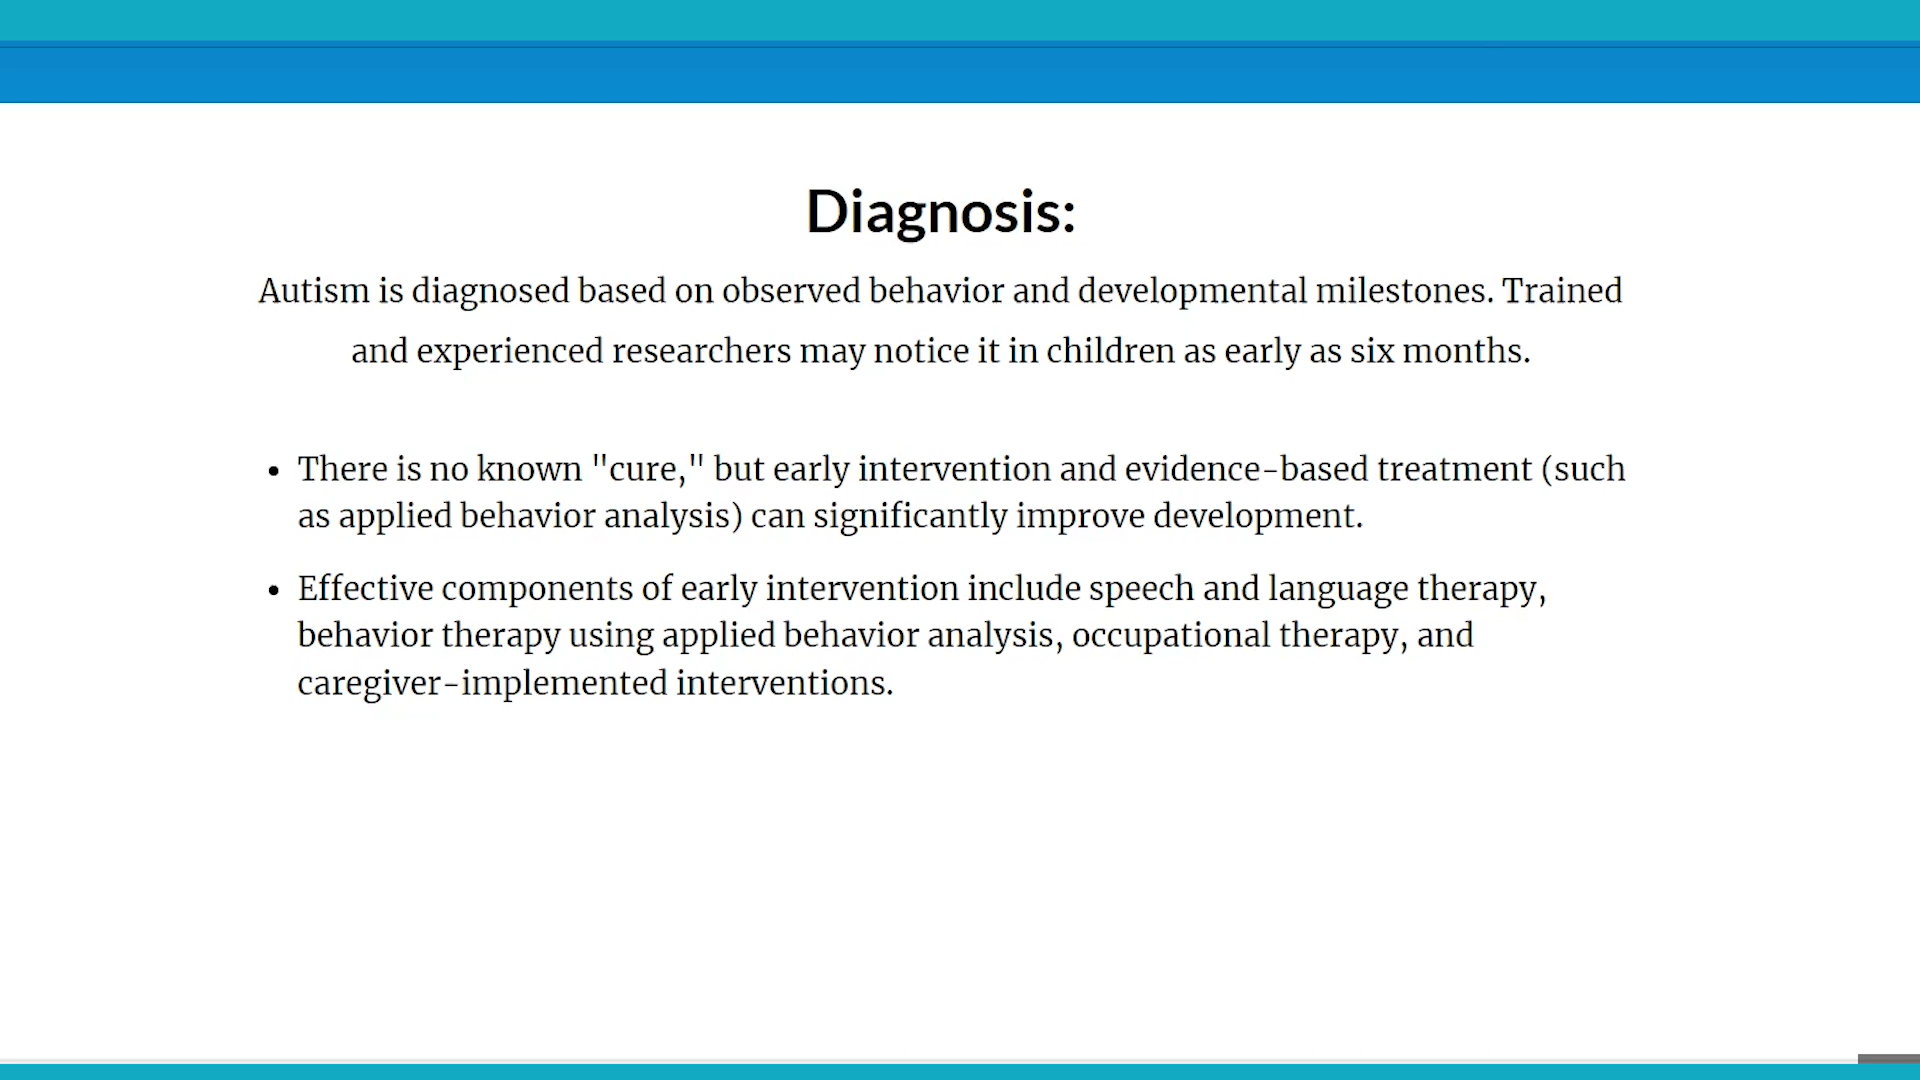 Diagnosis:
Autism is diagnosed based on observed behavior and developmental milestones. Trained
and experienced researchers may notice it in children as early as six months.
• There is no known "cure," but early intervention and evidence-based treatment (such
as applied behavior analysis) can significantly improve development.
• Effective components of early intervention include speech and language therapy,
behavior therapy using applied behavior analysis, occupational therapy, and
caregiver-implemented interventions.